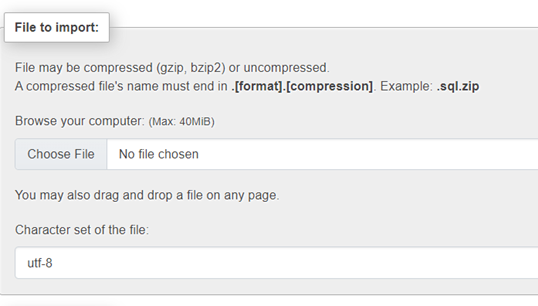 File to import:
File may be compressed (gzip, bzip2) or uncompressed.
A compressed file's name must end in .[format].[compression]. Example: .sql.zip
Browse your computer: (Max: 40MiB)
Choose File No file chosen
You may also drag and drop a file on any page.
Character set of the file:
utf-8